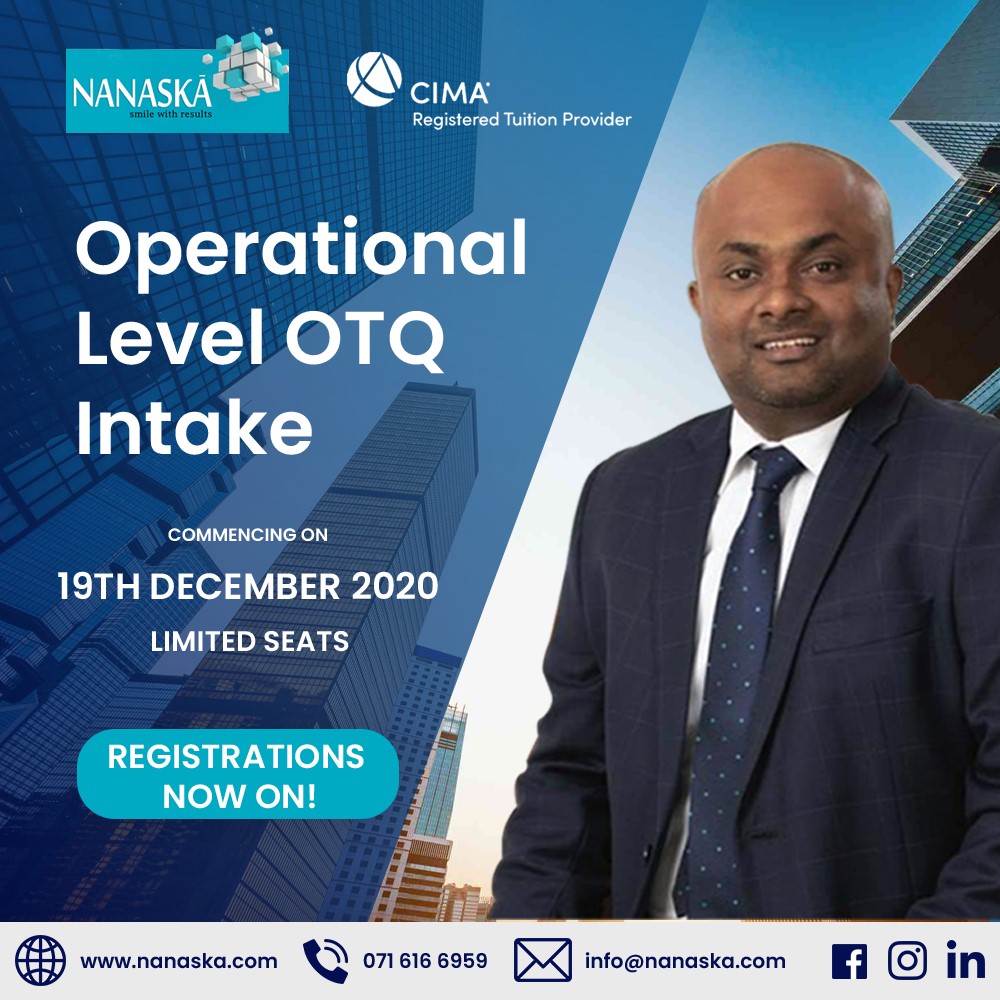 NANASKĀ
smile with results
CIMA®
Registered Tuition Provider
Operational
Level OTQ
Intake
COMMENCING ON
19TH DECEMBER 2020
LIMITED SEATS
REGISTRATIONS
NOW ON!
www.nanaska.com 071 616 6959 info@nanaska.com